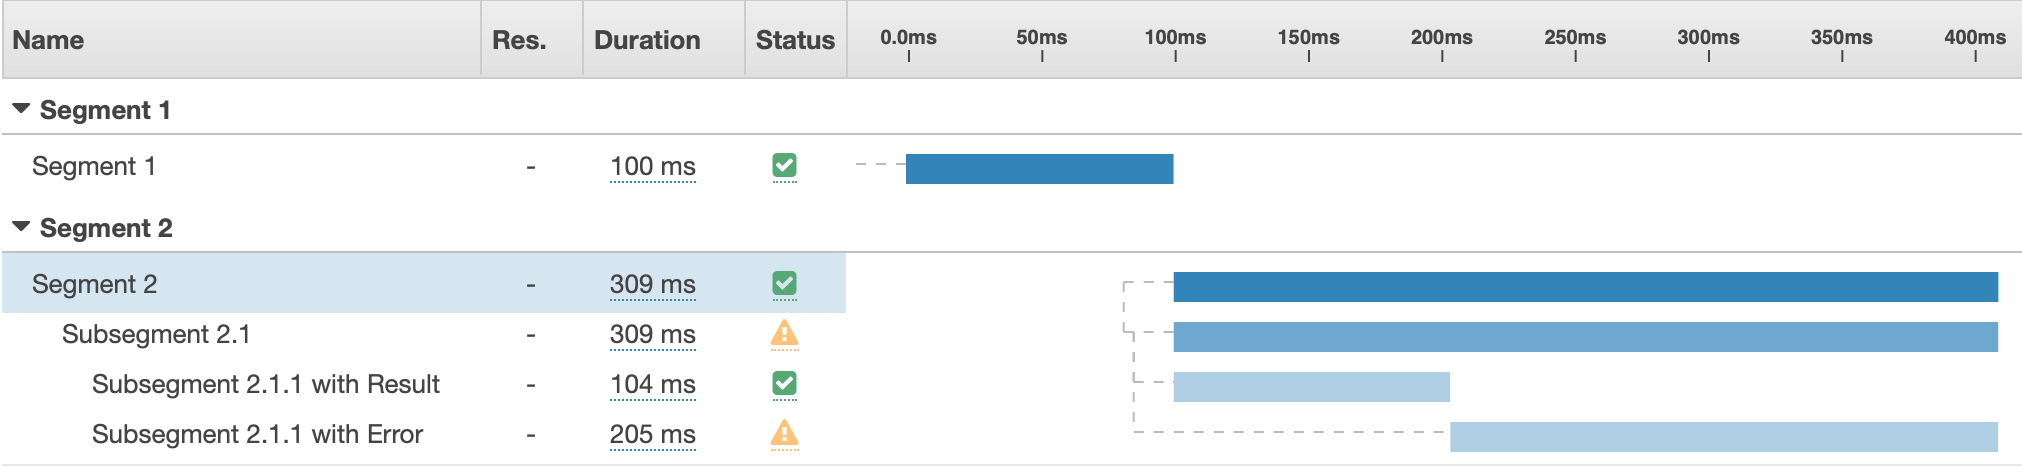 Name Res. Duration Status 0.0ms 50ms 100ms 150ms 200ms 250ms 300ms 350ms 400ms
Segment 1
Segment 1 - 100 ms
Segment 2
Segment 2 - 309 ms
Subsegment 2.1 - 309 ms
Subsegment 2.1.1 with Result - 104 ms
Subsegment 2.1.1 with Error - 205 ms